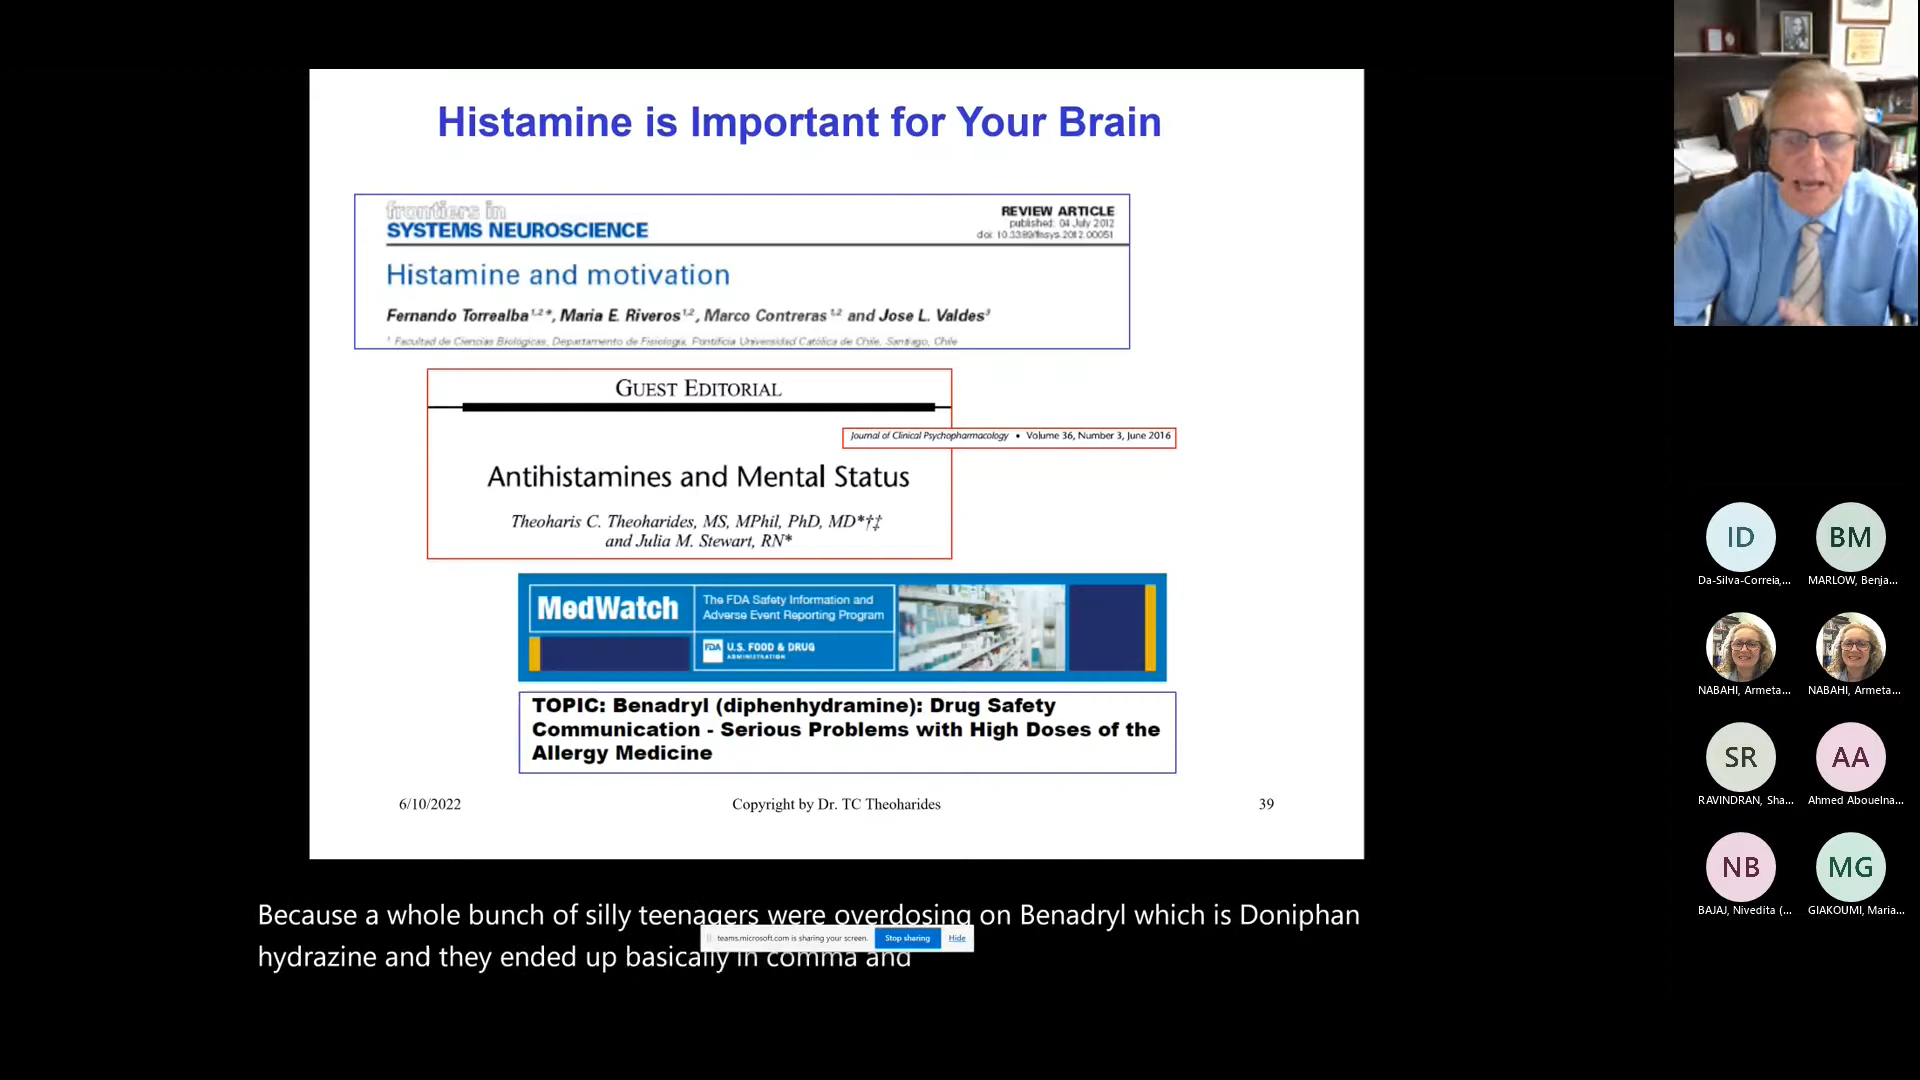 Histamine is Important for Your Brain
frontiers in
SYSTEMS NEUROSCIENCE
REVIEW ARTICLE
published: 04 July 2012
doi: 10.3389/fnsys.2012.00051
Histamine and motivation
Fernando Torrealba 1,2*, Maria E. Riveros 1,2, Marco Contreras 1,2 and Jose L. Valdes 3
1 Facultad de Ciencias Biológicas, Departamento de Fisiología, Pontificia Universidad Católica de Chile, Santiago, Chile
GUEST EDITORIAL
Journal of Clinical Psychopharmacology • Volume 36, Number 3, June 2016
Antihistamines and Mental Status
Theoharis C. Theoharides, MS, MPhil, PhD, MD*†‡
and Julia M. Stewart, RN*
MedWatch
The FDA Safety Information and
Adverse Event Reporting Program
FDA U.S. FOOD & DRUG
ADMINISTRATION
TOPIC: Benadryl (diphenhydramine): Drug Safety
Communication - Serious Problems with High Doses of the
Allergy Medicine
6/10/2022
Copyright by Dr. TC Theoharides
39
Because a whole bunch of silly teenagers were overdosing on Benadryl which is Doniphan
hydrazine and they ended up basically in comma and
teams.microsoft.com is sharing your screen.
Stop sharing
Hide
ID
BM
Da-Silva-Correia,...
MARLOW, Benja...
NABAHI, Armeta...
NABAHI, Armeta...
SR
AA
RAVINDRAN, Sha...
Ahmed Abouelna...
NB
MG
BAJAJ, Nivedita (...
GIAKOUMI, Maria...